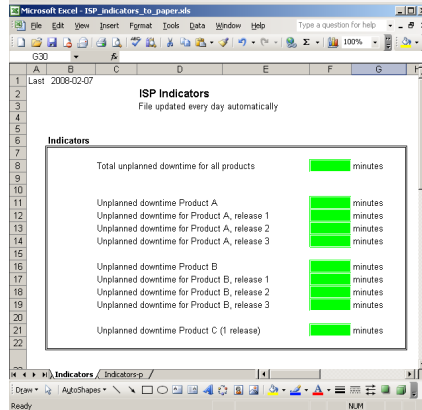 Microsoft Excel - ISP_indicators_to_paper.xls
File Edit View Insert Format Tools Data Window Help Type a question for help
100%
G30 fx
A B C D E F G H
1 Last 2008-02-07
2 ISP Indicators
3 File updated every day automatically
4
5
6 Indicators
7
8 Total unplanned downtime for all products minutes
9
10
11 Unplanned downtime Product A minutes
12 Unplanned downtime for Product A, release 1 minutes
13 Unplanned downtime for Product A, release 2 minutes
14 Unplanned downtime for Product A, release 3 minutes
15
16 Unplanned downtime Product B minutes
17 Unplanned downtime for Product B, release 1 minutes
18 Unplanned downtime for Product B, release 2 minutes
19 Unplanned downtime for Product B, release 3 minutes
20
21 Unplanned downtime Product C (1 release) minutes
22
Indicators / Indicators-p /
Draw AutoShapes
Ready NUM